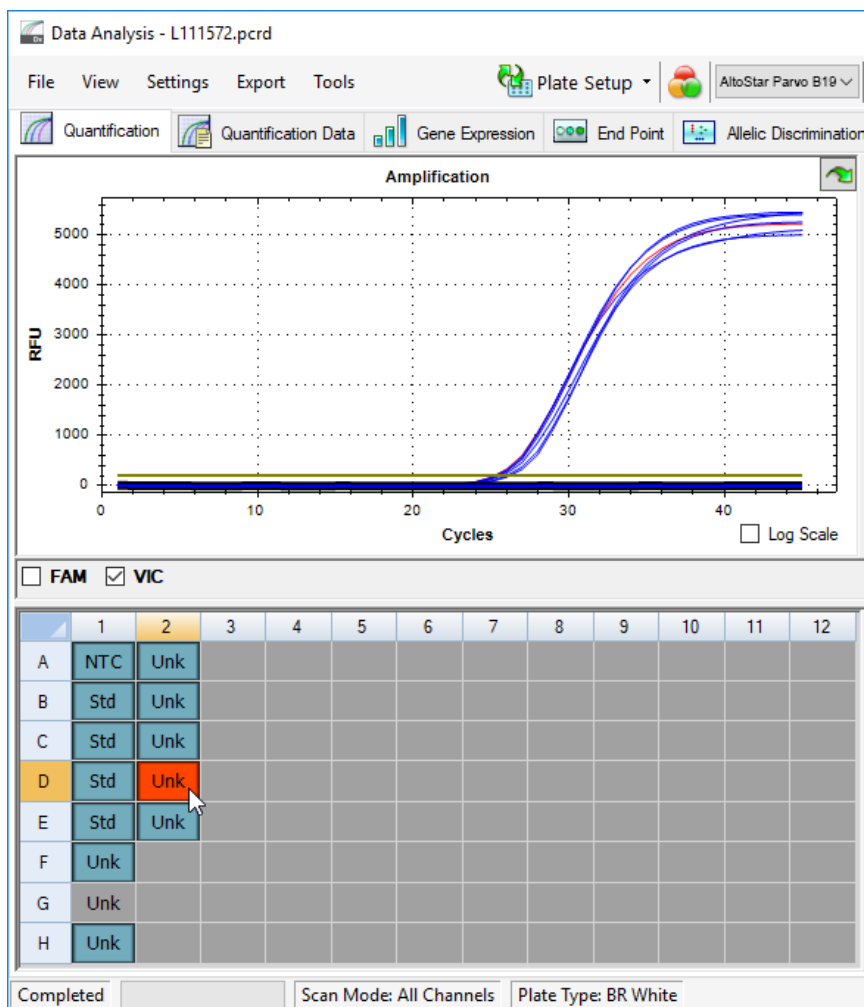 Data Analysis - L111572.pcrd
File View Settings Export Tools Plate Setup AltoStar Parvo B19
Quantification Quantification Data Gene Expression End Point Allelic Discrimination
Amplification
5000
4000
3000
2000
1000
0
RFU
0 10 20 30 40
Cycles
Log Scale
FAM VIC
1 2 3 4 5 6 7 8 9 10 11 12
A NTC Unk
B Std Unk
C Std Unk
D Std Unk
E Std Unk
F Unk
G Unk
H Unk
Completed Scan Mode: All Channels Plate Type: BR White